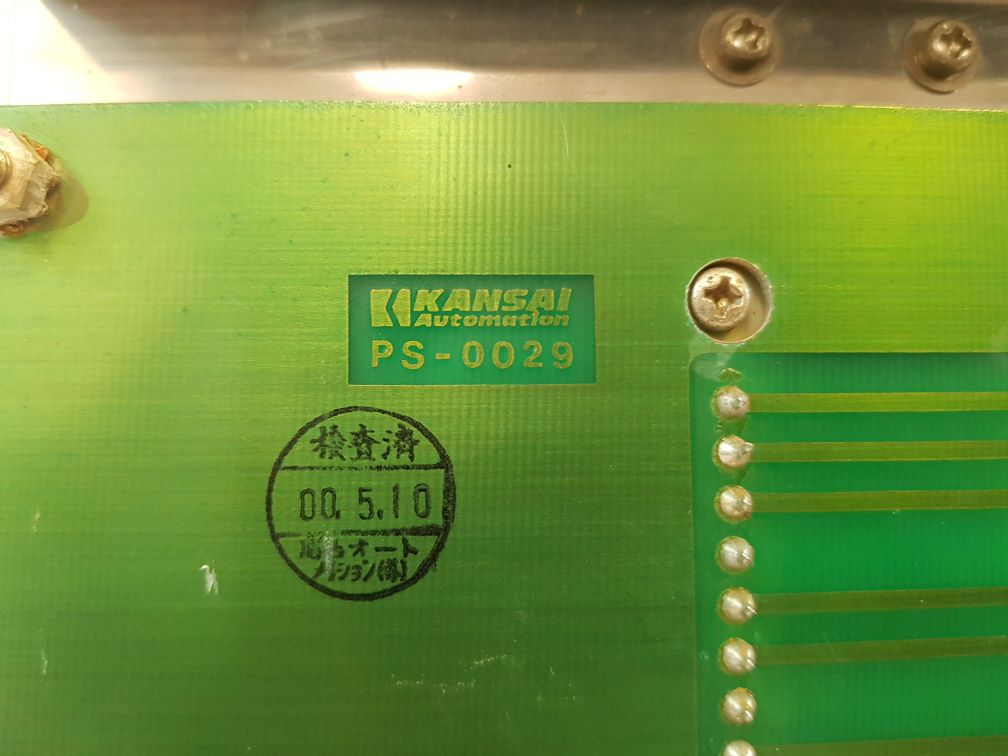 KANSAI
Automation
PS-0029
検査済
00. 5.10
オート
メーション(株)